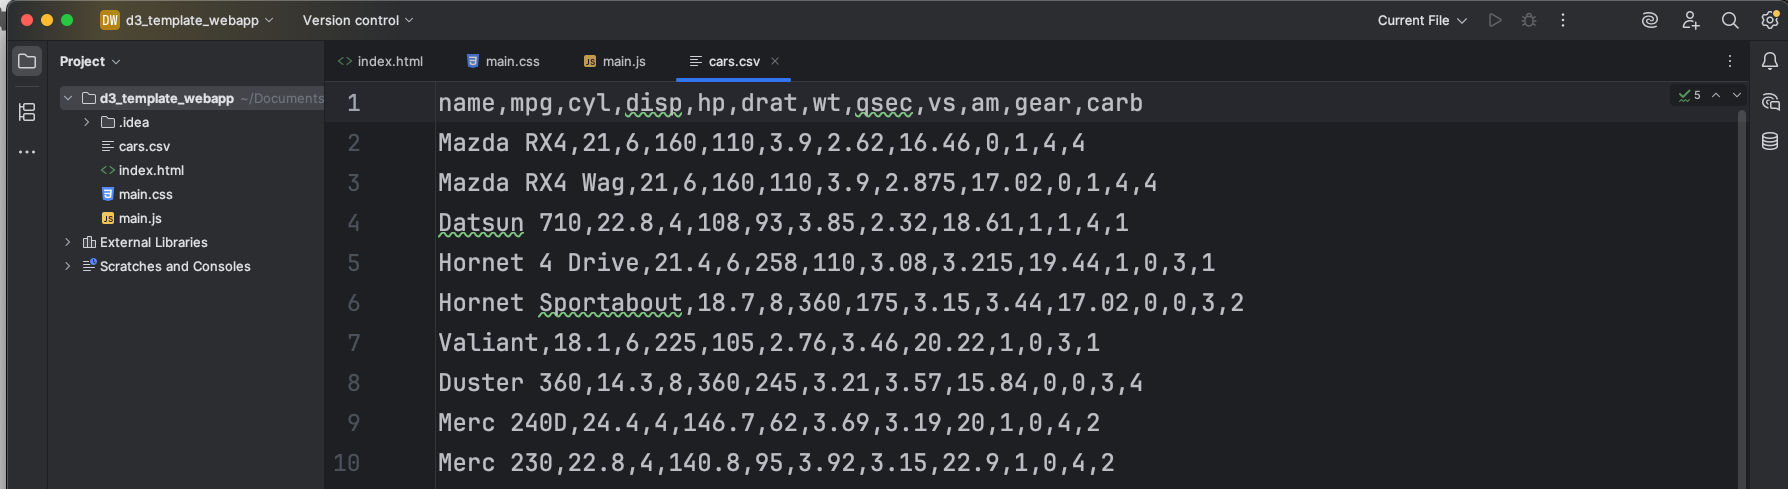 DW d3_template_webapp Version control Current File
Project
d3_template_webapp ~/Documents
.idea
cars.csv
index.html
main.css
JS main.js
External Libraries
Scratches and Consoles
index.html main.css JS main.js cars.csv
5
1 name,mpg,cyl,disp,hp,drat,wt,qsec,vs,am,gear,carb
2 Mazda RX4,21,6,160,110,3.9,2.62,16.46,0,1,4,4
3 Mazda RX4 Wag,21,6,160,110,3.9,2.875,17.02,0,1,4,4
4 Datsun 710,22.8,4,108,93,3.85,2.32,18.61,1,1,4,1
5 Hornet 4 Drive,21.4,6,258,110,3.08,3.215,19.44,1,0,3,1
6 Hornet Sportabout,18.7,8,360,175,3.15,3.44,17.02,0,0,3,2
7 Valiant,18.1,6,225,105,2.76,3.46,20.22,1,0,3,1
8 Duster 360,14.3,8,360,245,3.21,3.57,15.84,0,0,3,4
9 Merc 240D,24.4,4,146.7,62,3.69,3.19,20,1,0,4,2
10 Merc 230,22.8,4,140.8,95,3.92,3.15,22.9,1,0,4,2